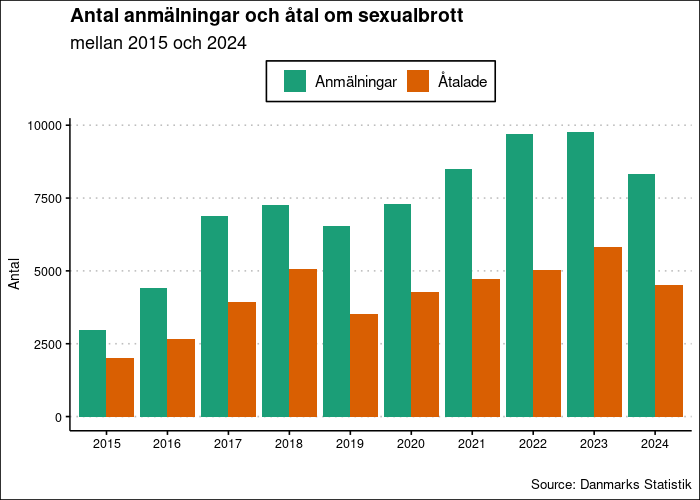 Antal anmälningar och åtal om sexualbrott
mellan 2015 och 2024
Anmälningar Åtalade
10000
7500
5000
2500
0
Antal
2015 2016 2017 2018 2019 2020 2021 2022 2023 2024
Source: Danmarks Statistik